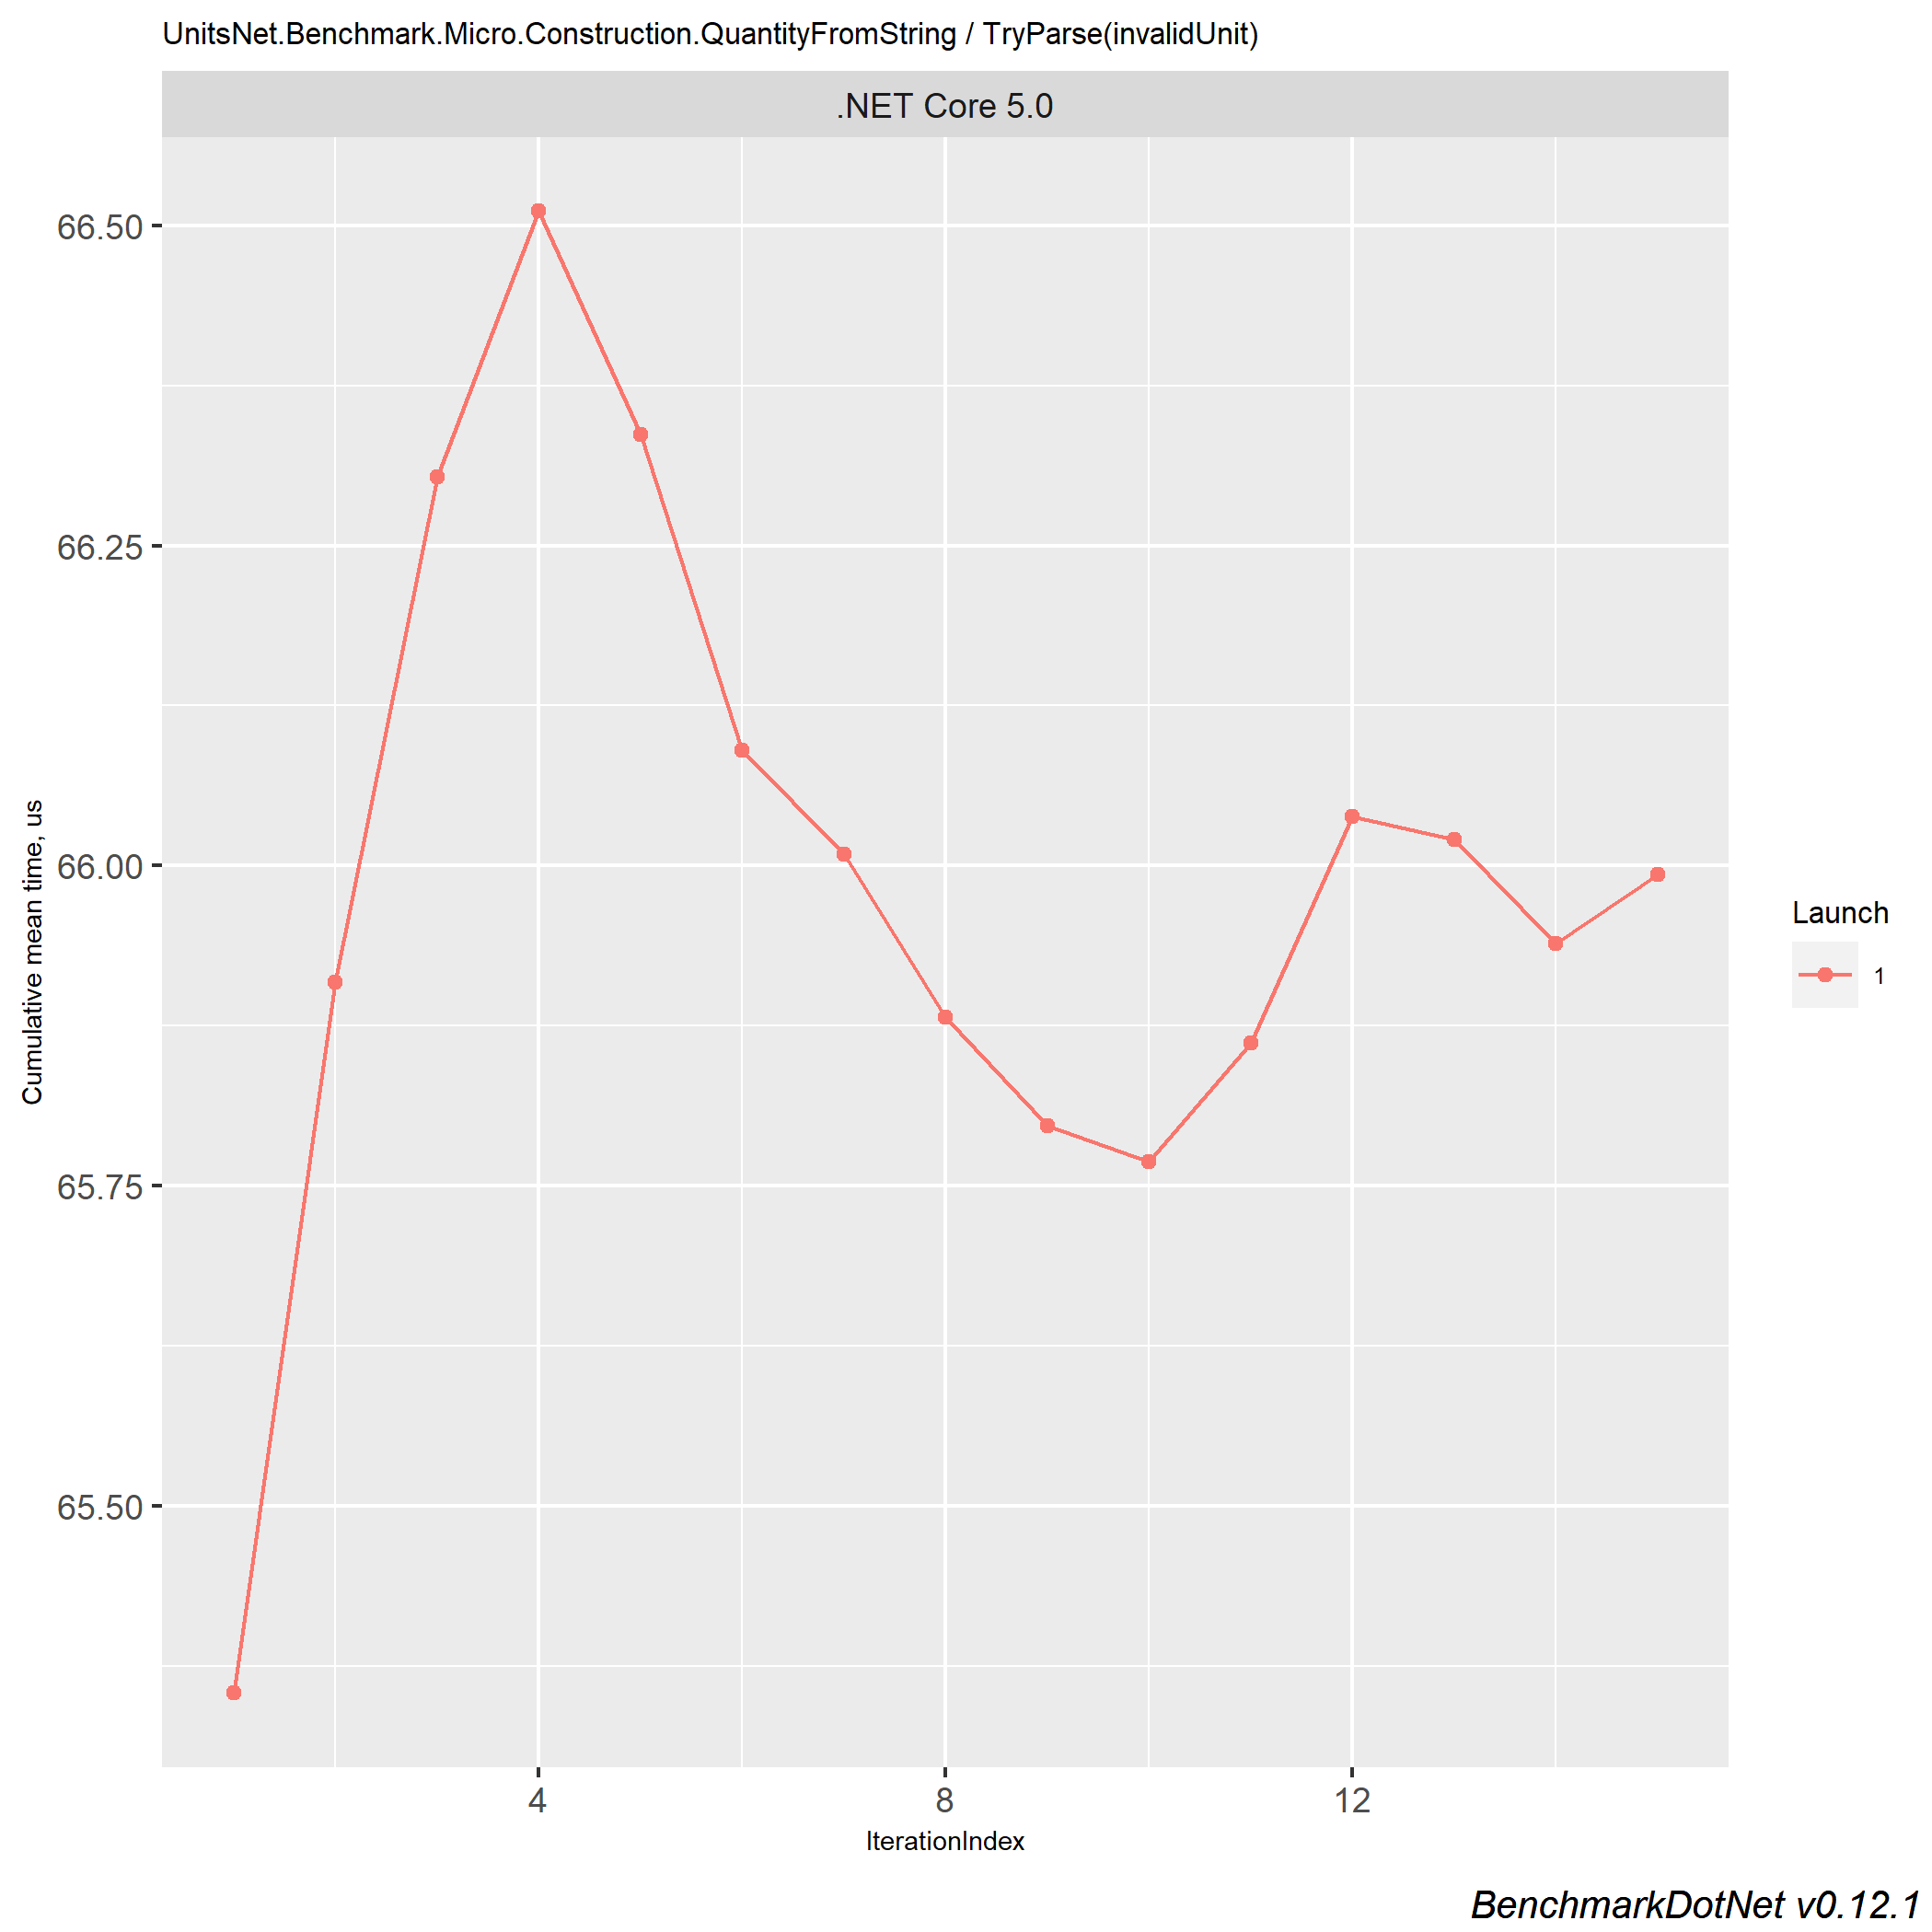 UnitsNet.Benchmark.Micro.Construction.QuantityFromString / TryParse(invalidUnit)
.NET Core 5.0
66.50
66.25
66.00
65.75
65.50
Cumulative mean time, us
4
8
12
IterationIndex
Launch
1
BenchmarkDotNet v0.12.1